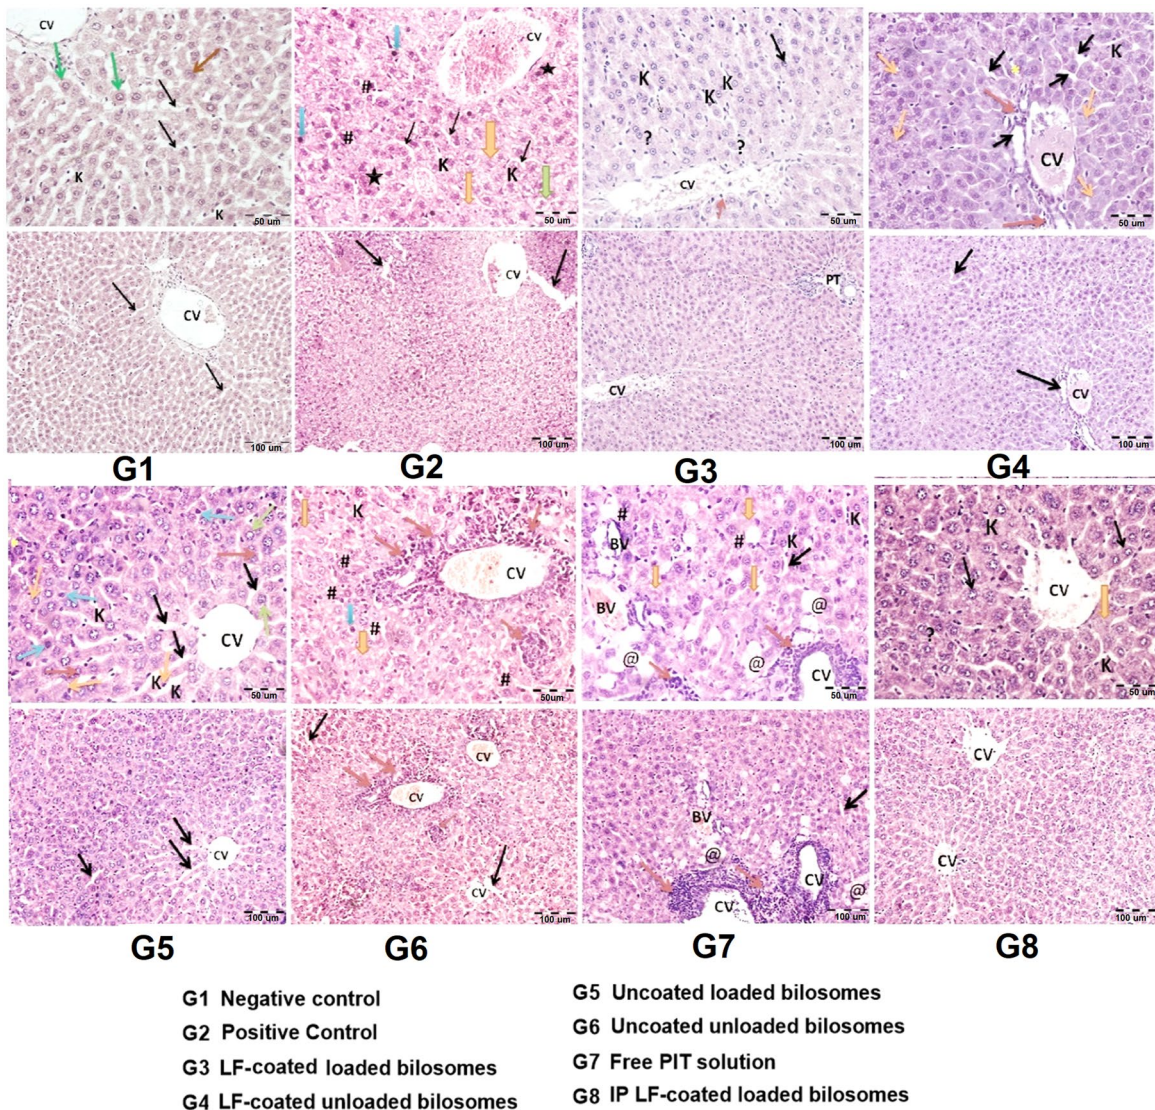 CV
K
K
50 um
CV
#
#
K
K
50 um
K
K
K
?
?
CV
50 um
CV
50 um
CV
100 um
CV
100 um
PT
CV
100 um
CV
100 um
G1 G2 G3 G4
K
CV
K
K
50 um
K
#
#
#
CV
#
50um
#
K
BV
#
K
BV
@
@
@
CV
50 um
K
CV
?
K
50 um
CV
100 um
CV
CV
CV
100 um
BV
@
CV
@
CV
100 um
CV
CV
100 um
G5 G6 G7 G8
G1 Negative control
G2 Positive Control
G3 LF-coated loaded bilosomes
G4 LF-coated unloaded bilosomes
G5 Uncoated loaded bilosomes
G6 Uncoated unloaded bilosomes
G7 Free PIT solution
G8 IP LF-coated loaded bilosomes